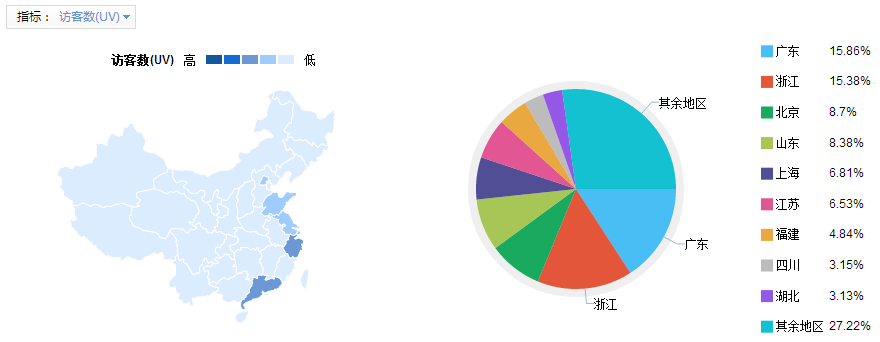 指标： 访客数(UV)
访客数(UV) 高 低
其余地区
广东
浙江
广东 15.86%
浙江 15.38%
北京 8.7%
山东 8.38%
上海 6.81%
江苏 6.53%
福建 4.84%
四川 3.15%
湖北 3.13%
其余地区 27.22%